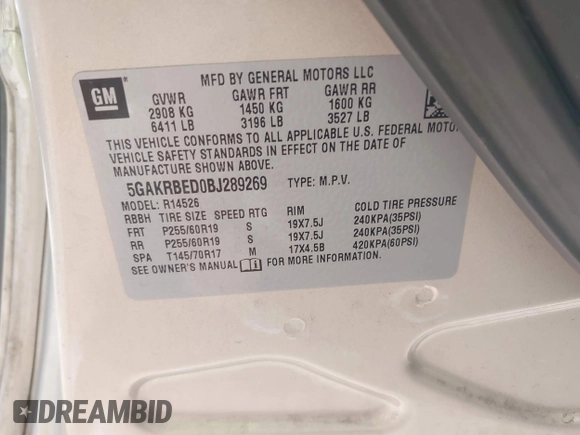 MFD BY GENERAL MOTORS LLC
GM
GVWR GAWR FRT GAWR RR
2908 KG 1450 KG 1600 KG
6411 LB 3196 LB 3527 LB
THIS VEHICLE CONFORMS TO ALL APPLICABLE U.S. FEDERAL MOTOR
VEHICLE SAFETY STANDARDS IN EFFECT ON THE DATE OF
MANUFACTURE SHOWN ABOVE.
5GAKRBED0BJ289269 TYPE: M.P.V.
MODEL: R14526
RBBH TIRE SIZE SPEED RTG RIM COLD TIRE PRESSURE
FRT P255/60R19 S 19X7.5J 240KPA(35PSI)
RR P255/60R19 S 19X7.5J 240KPA(35PSI)
SPA T145/70R17 M 17X4.5B 420KPA(60PSI)
SEE OWNER'S MANUAL FOR MORE INFORMATION.
DREAMBID